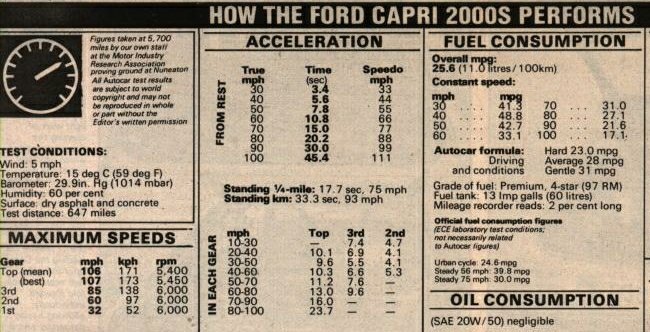 HOW THE FORD CAPRI 2000S PERFORMS
Figures taken at 5,700
miles by our own staff
at the Motor Industry
Research Association
proving ground at Nuneaton
All Autocar test results
are subject to world
copyright and may not
be reproduced in whole
or part without the
Editor's written permission
TEST CONDITIONS:
Wind: 5 mph
Temperature: 15 deg C (59 deg F)
Barometer: 29.9in. Hg (1014 mbar)
Humidity: 60 per cent
Surface: dry asphalt and concrete
Test distance: 647 miles
MAXIMUM SPEEDS
Gear mph kph rpm
Top (mean) 106 171 5,400
(best) 107 173 5,450
3rd 85 138 6,000
2nd 60 97 6,000
1st 32 52 6,000
ACCELERATION
FROM REST
True Time Speedo
mph (sec) mph
30 3.4 33
40 5.6 44
50 7.8 55
60 10.8 66
70 15.0 77
80 20.2 88
90 30.0 99
100 45.4 111
Standing ¼-mile: 17.7 sec, 75 mph
Standing km: 33.3 sec, 93 mph
IN EACH GEAR
mph Top 3rd 2nd
10-30 — 7.4 4.7
20-40 10.1 6.9 4.1
30-50 9.6 5.5 4.1
40-60 10.3 6.6 5.3
50-70 11.2 7.6 —
60-80 13.0 9.6 —
70-90 16.0 — —
80-100 23.7 — —
FUEL CONSUMPTION
Overall mpg:
25.6 (11.0 litres/100km)
Constant speed:
mph mpg
30 .... 41.3 70 .... 31.0
40 .... 48.8 80 .... 27.1
50 .... 42.7 90 .... 21.6
60 .... 33.1 100 .... 17.1
Autocar formula: Hard 23.0 mpg
Driving Average 28 mpg
and conditions Gentle 31 mpg
Grade of fuel: Premium, 4-star (97 RM)
Fuel tank: 13 Imp galls (60 litres)
Mileage recorder reads: 2 per cent long
Official fuel consumption figures
(ECE laboratory test conditions;
not necessarily related
to Autocar figures)
Urban cycle: 24.6 mpg
Steady 56 mph: 39.8 mpg
Steady 75 mph: 30.0 mpg
OIL CONSUMPTION
(SAE 20W/50) negligible